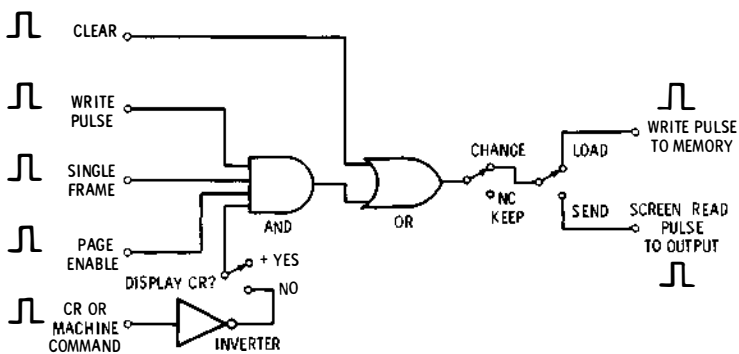 CLEAR
WRITE
PULSE
SINGLE
FRAME
PAGE
ENABLE
DISPLAY CR?
+ YES
NO
CR OR
MACHINE
COMMAND
INVERTER
AND
OR
CHANGE
NC
KEEP
LOAD
SEND
WRITE PULSE
TO MEMORY
SCREEN READ
PULSE
TO OUTPUT